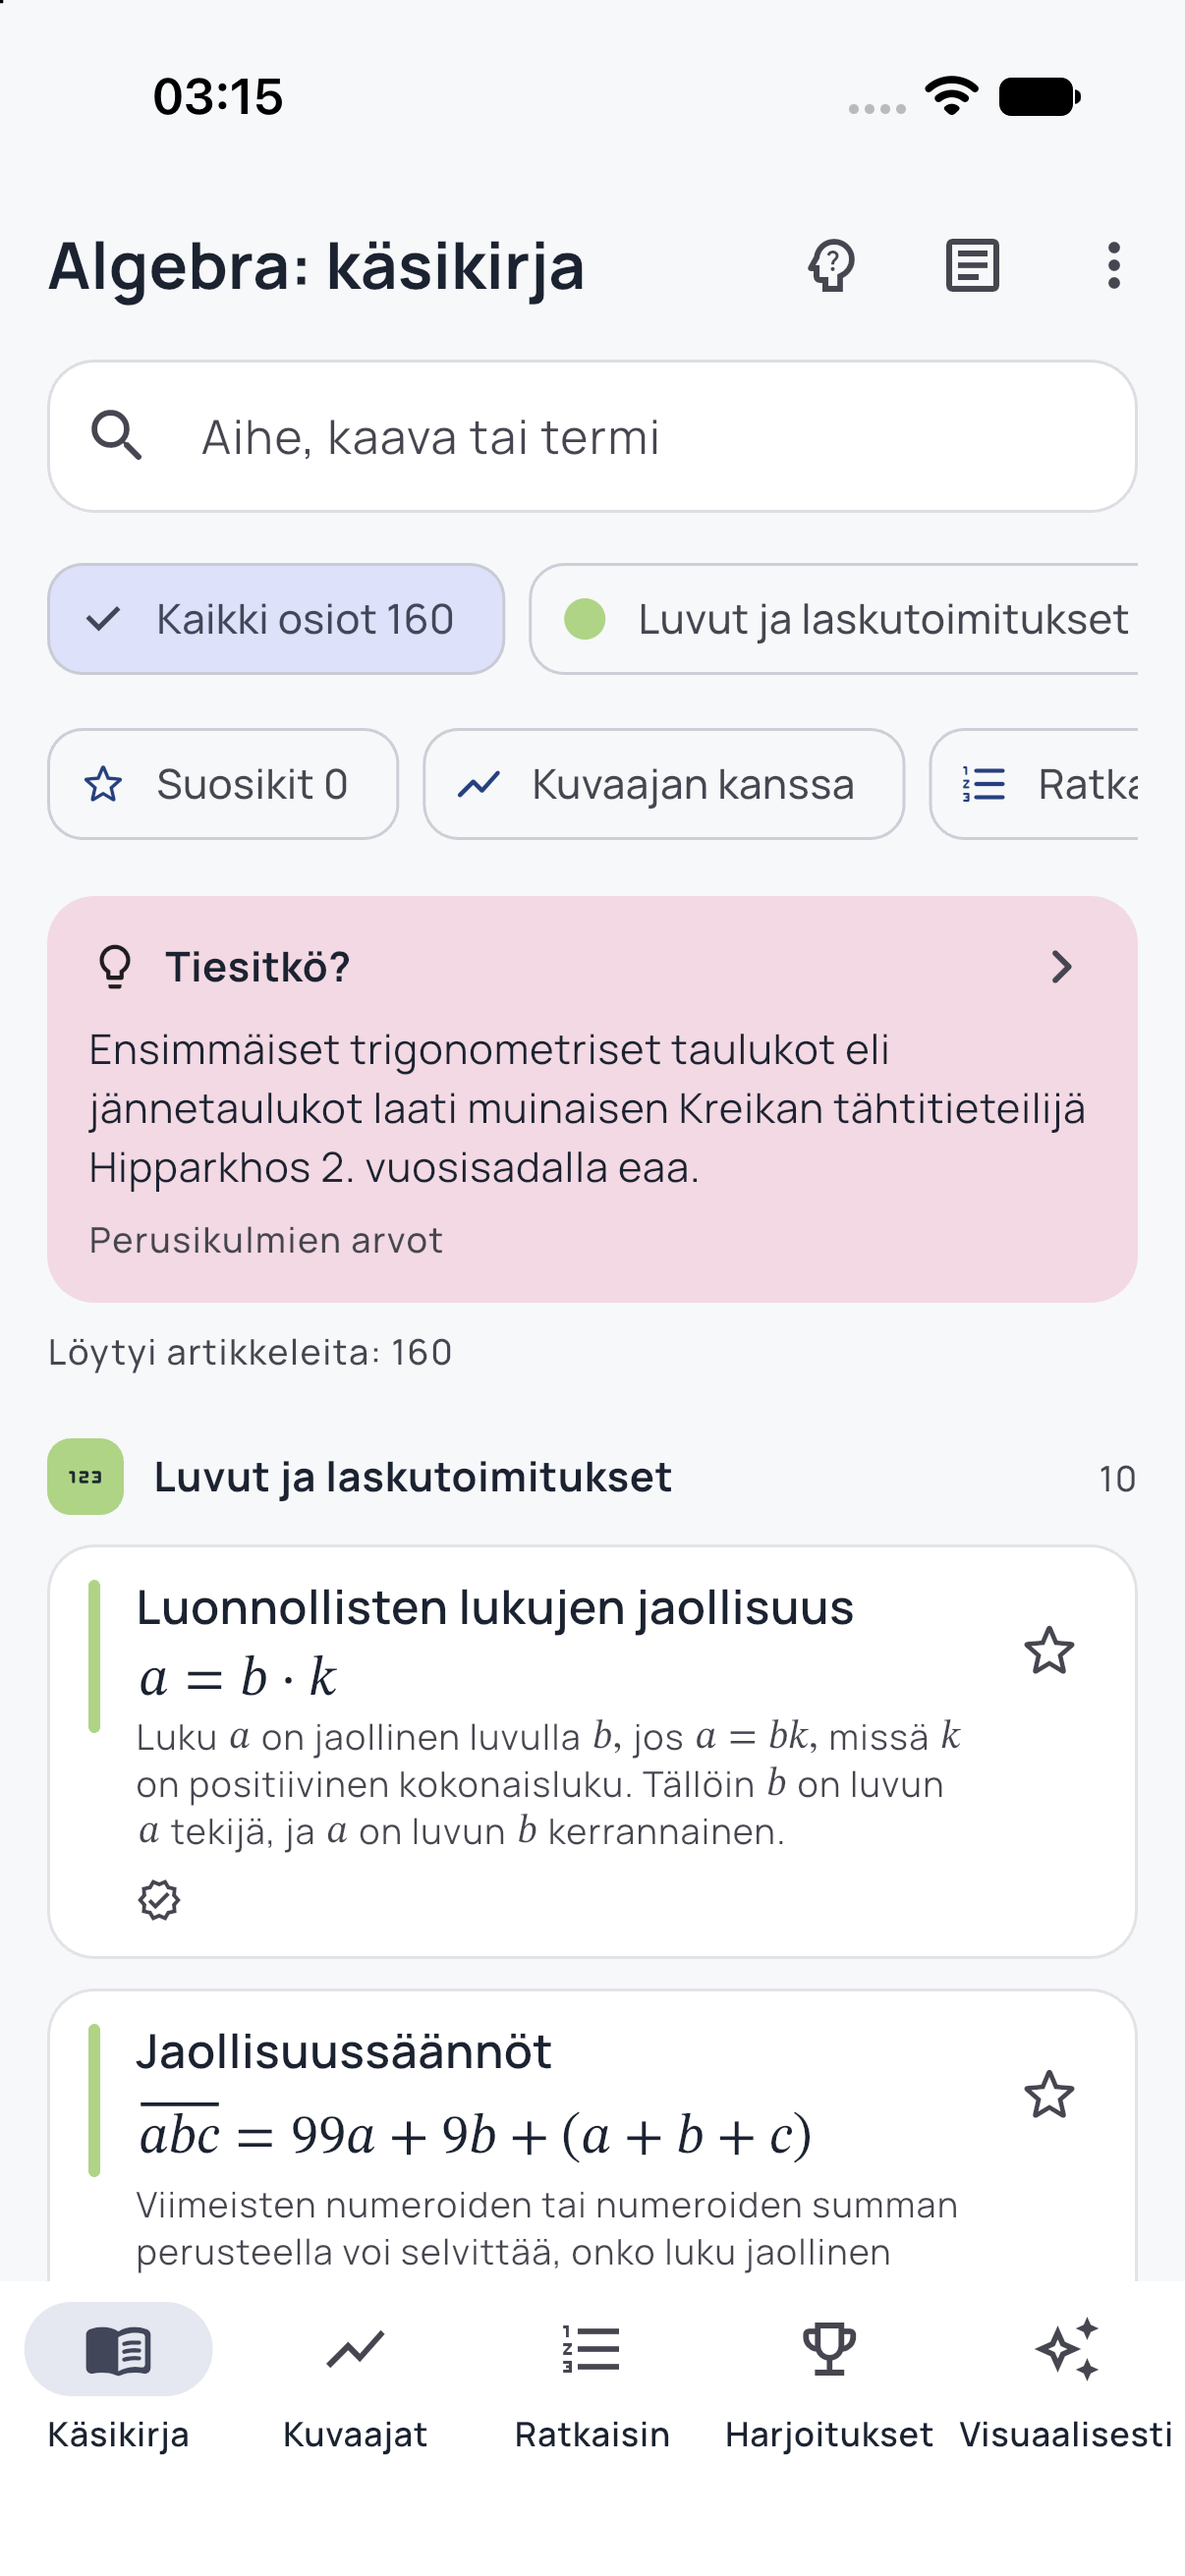 03:15
Algebra: käsikirja
Aihe, kaava tai termi
Kaikki osiot 160
Luvut ja laskutoimitukset
Suosikit 0
Kuvaajan kanssa
Tiesitkö?
Ensimmäiset trigonometriset taulukot eli
jännetaulukot laati muinaisen Kreikan tähtitieteilijä
Hipparkhos 2. vuosisadalla eaa.
Perusikulmien arvot
Löytyi artikkeleita: 160
123
Luvut ja laskutoimitukset
10
Luonnollisten lukujen jaollisuus
a = b · k
Luku a on jaollinen luvulla b, jos a = bk, missä k
on positiivinen kokonaisluku. Tällöin b on luvun
a tekijä, ja a on luvun b kerrannainen.
Jaollisuussäännöt
a̅b̅c̅ = 99a + 9b + (a + b + c)
Viimeisten numeroiden tai numeroiden summan
perusteella voi selvittää, onko luku jaollinen
Käsikirja
Kuvaajat
Ratkaisin
Harjoitukset
Visuaalisesti